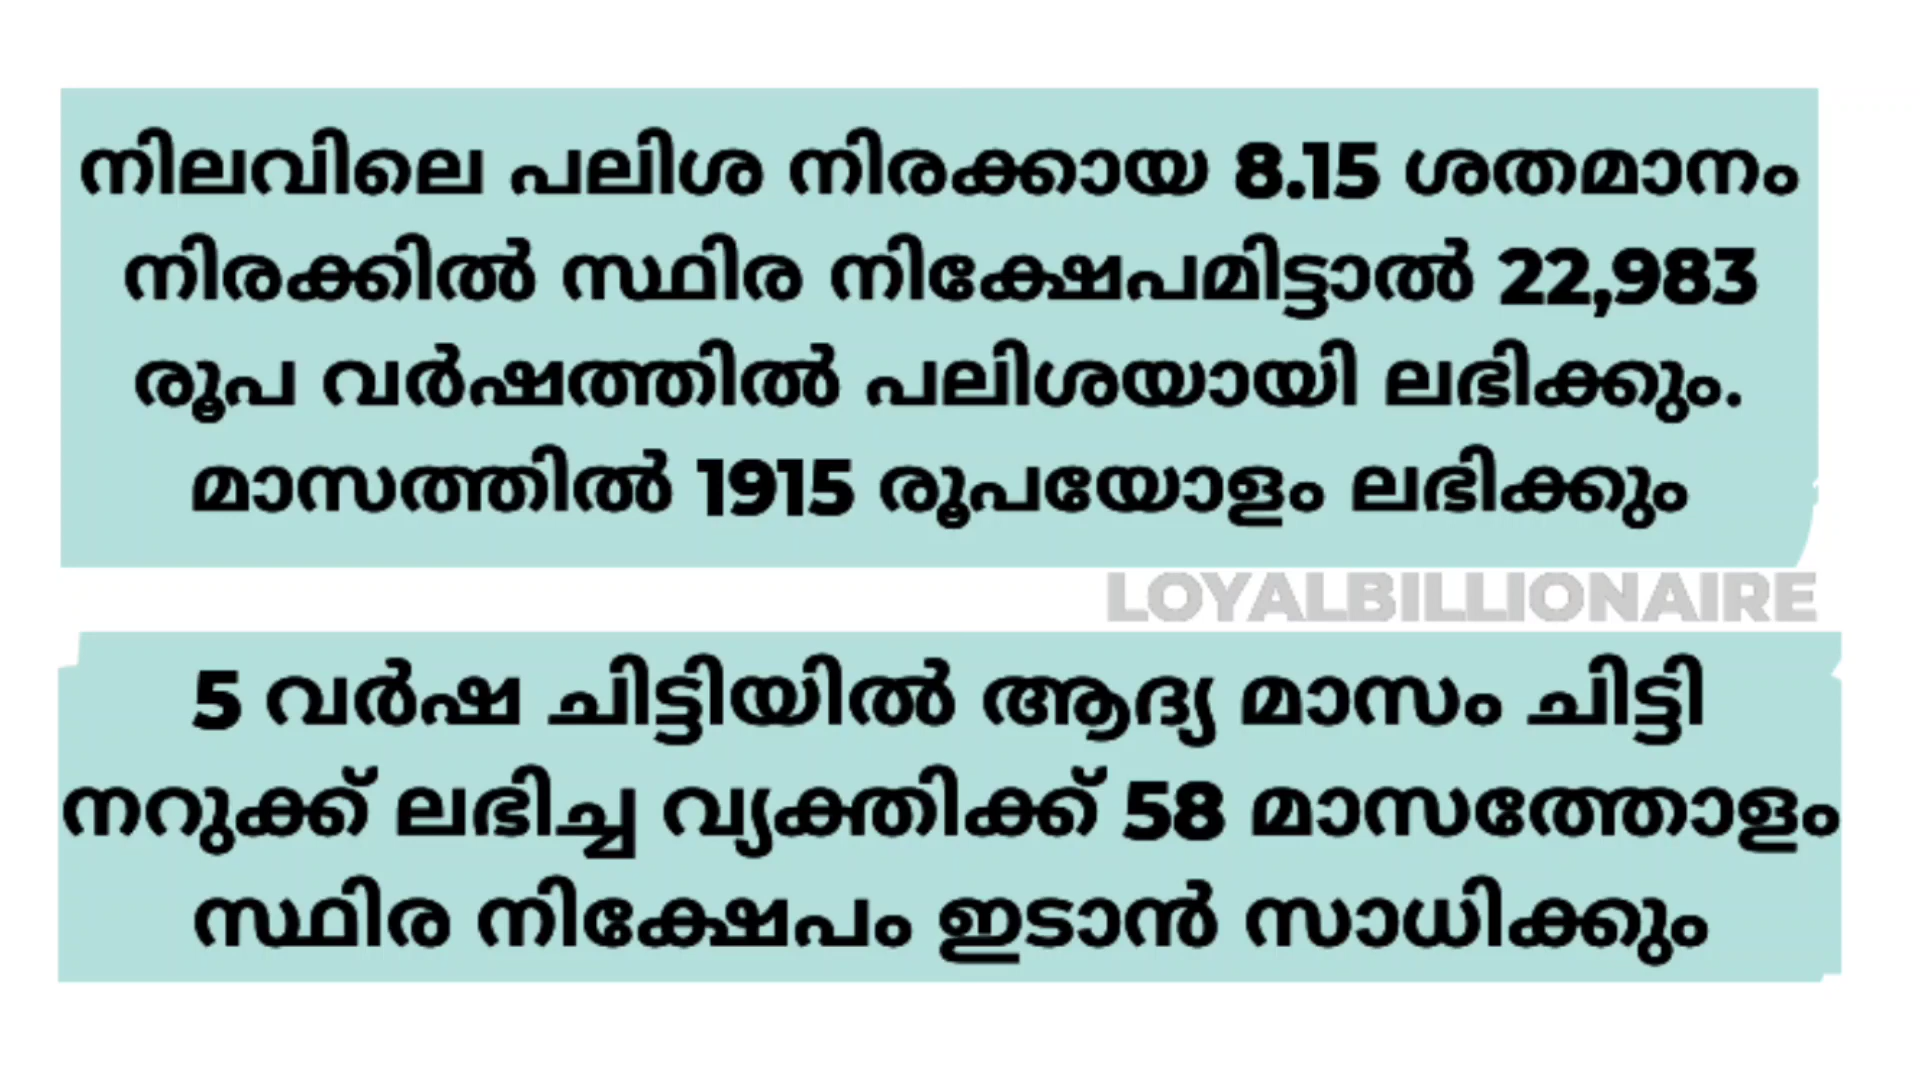 നിലവിലെ പലിശ നിരക്കായ 8.15 ശതമാനം
നിരക്കിൽ സ്ഥിര നിക്ഷേപമിട്ടാൽ 22,983
രൂപ വർഷത്തിൽ പലിശയായി ലഭിക്കും.
മാസത്തിൽ 1915 രൂപയോളം ലഭിക്കും
LOYALBILLIONAIRE
5 വർഷ ചിട്ടിയിൽ ആദ്യ മാസം ചിട്ടി
നറുക്ക് ലഭിച്ച വ്യക്തിക്ക് 58 മാസത്തോളം
സ്ഥിര നിക്ഷേപം ഇടാൻ സാധിക്കും